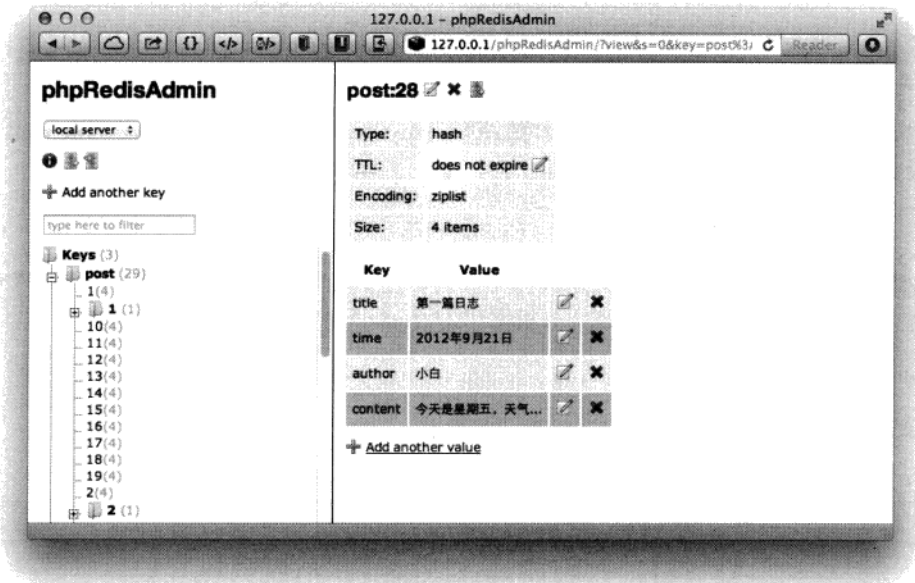 127.0.0.1 – phpRedisAdmin
127.0.0.1/phpRedisAdmin/?view&s=0&key=post%3/
Reader
phpRedisAdmin
local server
Add another key
type here to filter
Keys (3)
post (29)
1(4)
1 (1)
10(4)
11(4)
12(4)
13(4)
14(4)
15(4)
16(4)
17(4)
18(4)
19(4)
2(4)
2 (1)
post:28
Type: hash
TTL: does not expire
Encoding: ziplist
Size: 4 items
Key Value
title 第一篇日志
time 2012年9月21日
author 小白
content 今天是星期五，天气...
Add another value